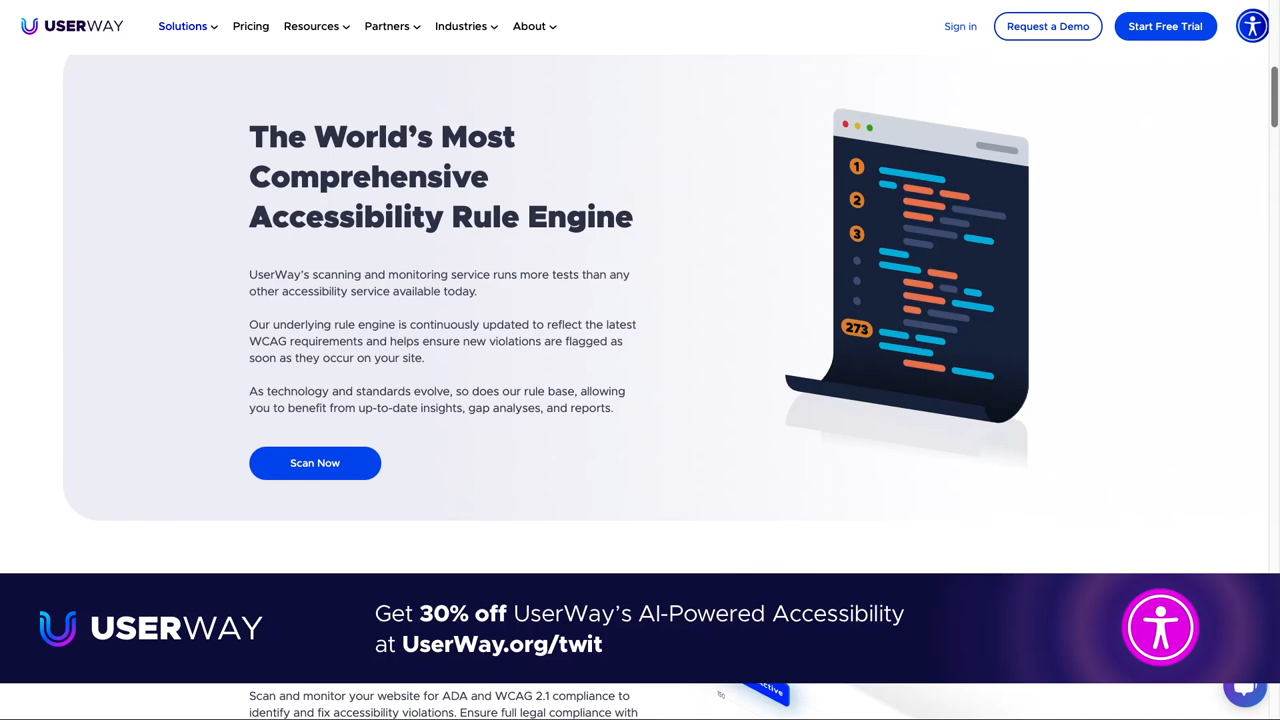 USERWAY Solutions Pricing Resources Partners Industries About Sign in Request a Demo Start Free Trial
The World’s Most
Comprehensive
Accessibility Rule Engine
UserWay’s scanning and monitoring service runs more tests than any
other accessibility service available today.
Our underlying rule engine is continuously updated to reflect the latest
WCAG requirements and helps ensure new violations are flagged as
soon as they occur on your site.
As technology and standards evolve, so does our rule base, allowing
you to benefit from up-to-date insights, gap analyses, and reports.
Scan Now
1
2
3
273
USERWAY
Get 30% off UserWay’s AI-Powered Accessibility
at UserWay.org/twit
Scan and monitor your website for ADA and WCAG 2.1 compliance to
identify and fix accessibility violations. Ensure full legal compliance with